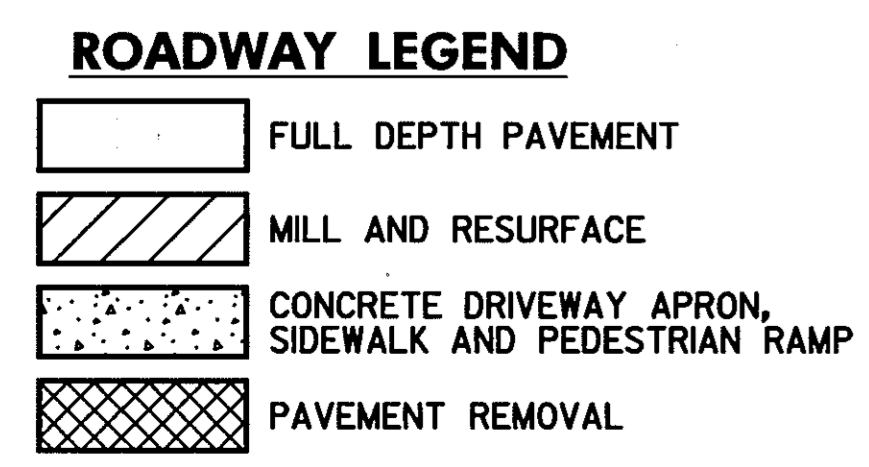 ROADWAY LEGEND
FULL DEPTH PAVEMENT
MILL AND RESURFACE
CONCRETE DRIVEWAY APRON,
SIDEWALK AND PEDESTRIAN RAMP
PAVEMENT REMOVAL